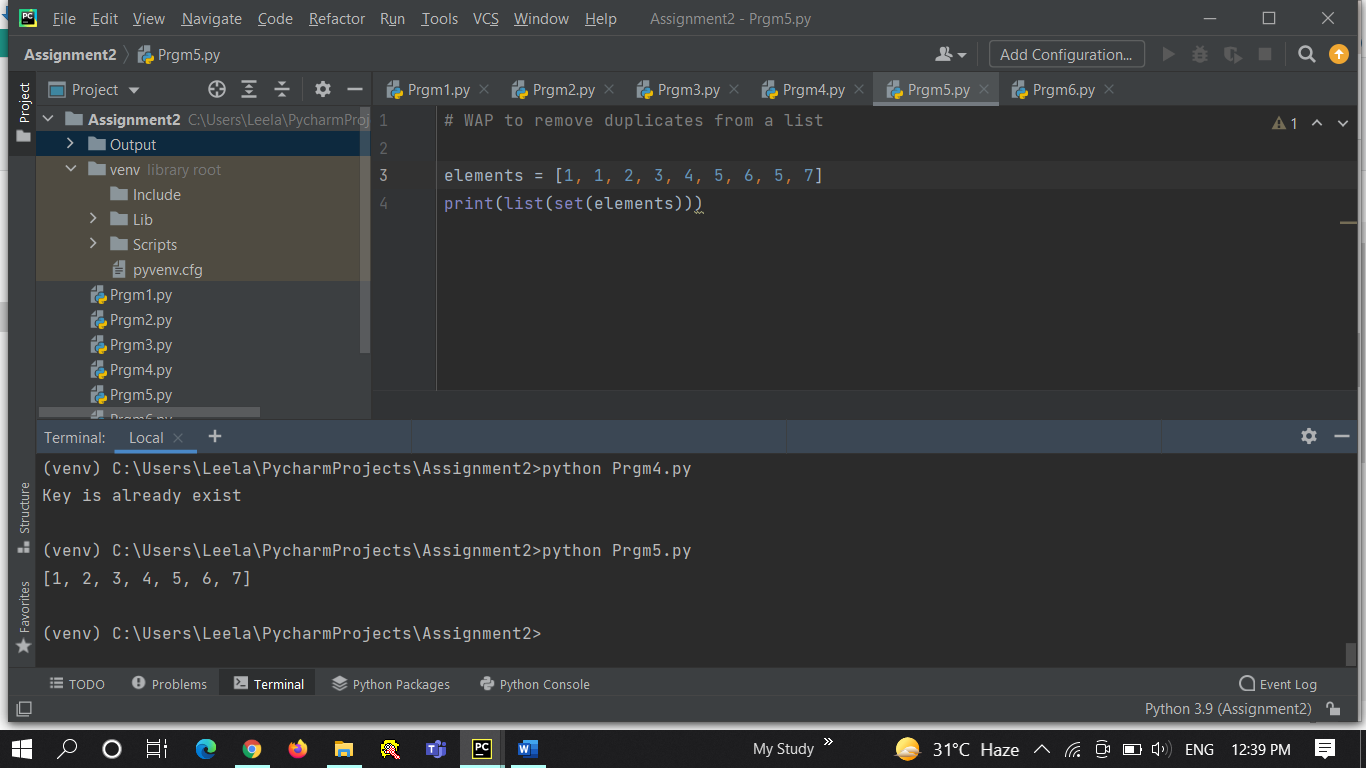 PC File Edit View Navigate Code Refactor Run Tools VCS Window Help Assignment2 - Prgm5.py
Assignment2 Prgm5.py Add Configuration...
Project
Project
Prgm1.py Prgm2.py Prgm3.py Prgm4.py Prgm5.py Prgm6.py
Assignment2 C:\Users\Leela\PycharmProj
Output
venv library root
Include
Lib
Scripts
pyvenv.cfg
Prgm1.py
Prgm2.py
Prgm3.py
Prgm4.py
Prgm5.py
Prgm6.py
1 # WAP to remove duplicates from a list
1
2
3 elements = [1, 1, 2, 3, 4, 5, 6, 5, 7]
4 print(list(set(elements)))
Terminal: Local
(venv) C:\Users\Leela\PycharmProjects\Assignment2>python Prgm4.py
Key is already exist
(venv) C:\Users\Leela\PycharmProjects\Assignment2>python Prgm5.py
[1, 2, 3, 4, 5, 6, 7]
(venv) C:\Users\Leela\PycharmProjects\Assignment2>
Structure
Favorites
TODO Problems Terminal Python Packages Python Console Event Log
Python 3.9 (Assignment2)
PC W My Study » 31°C Haze ENG 12:39 PM